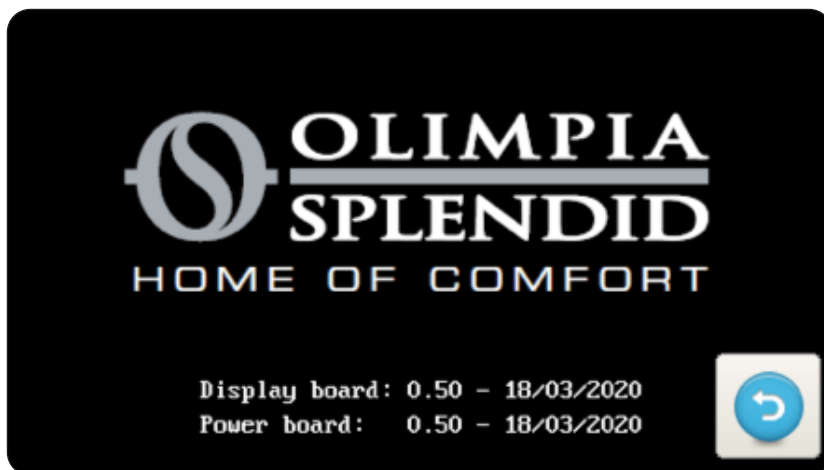 OLIMPIA
SPLENDID
HOME OF COMFORT
Display board: 0.50 - 18/03/2020
Power board: 0.50 - 18/03/2020